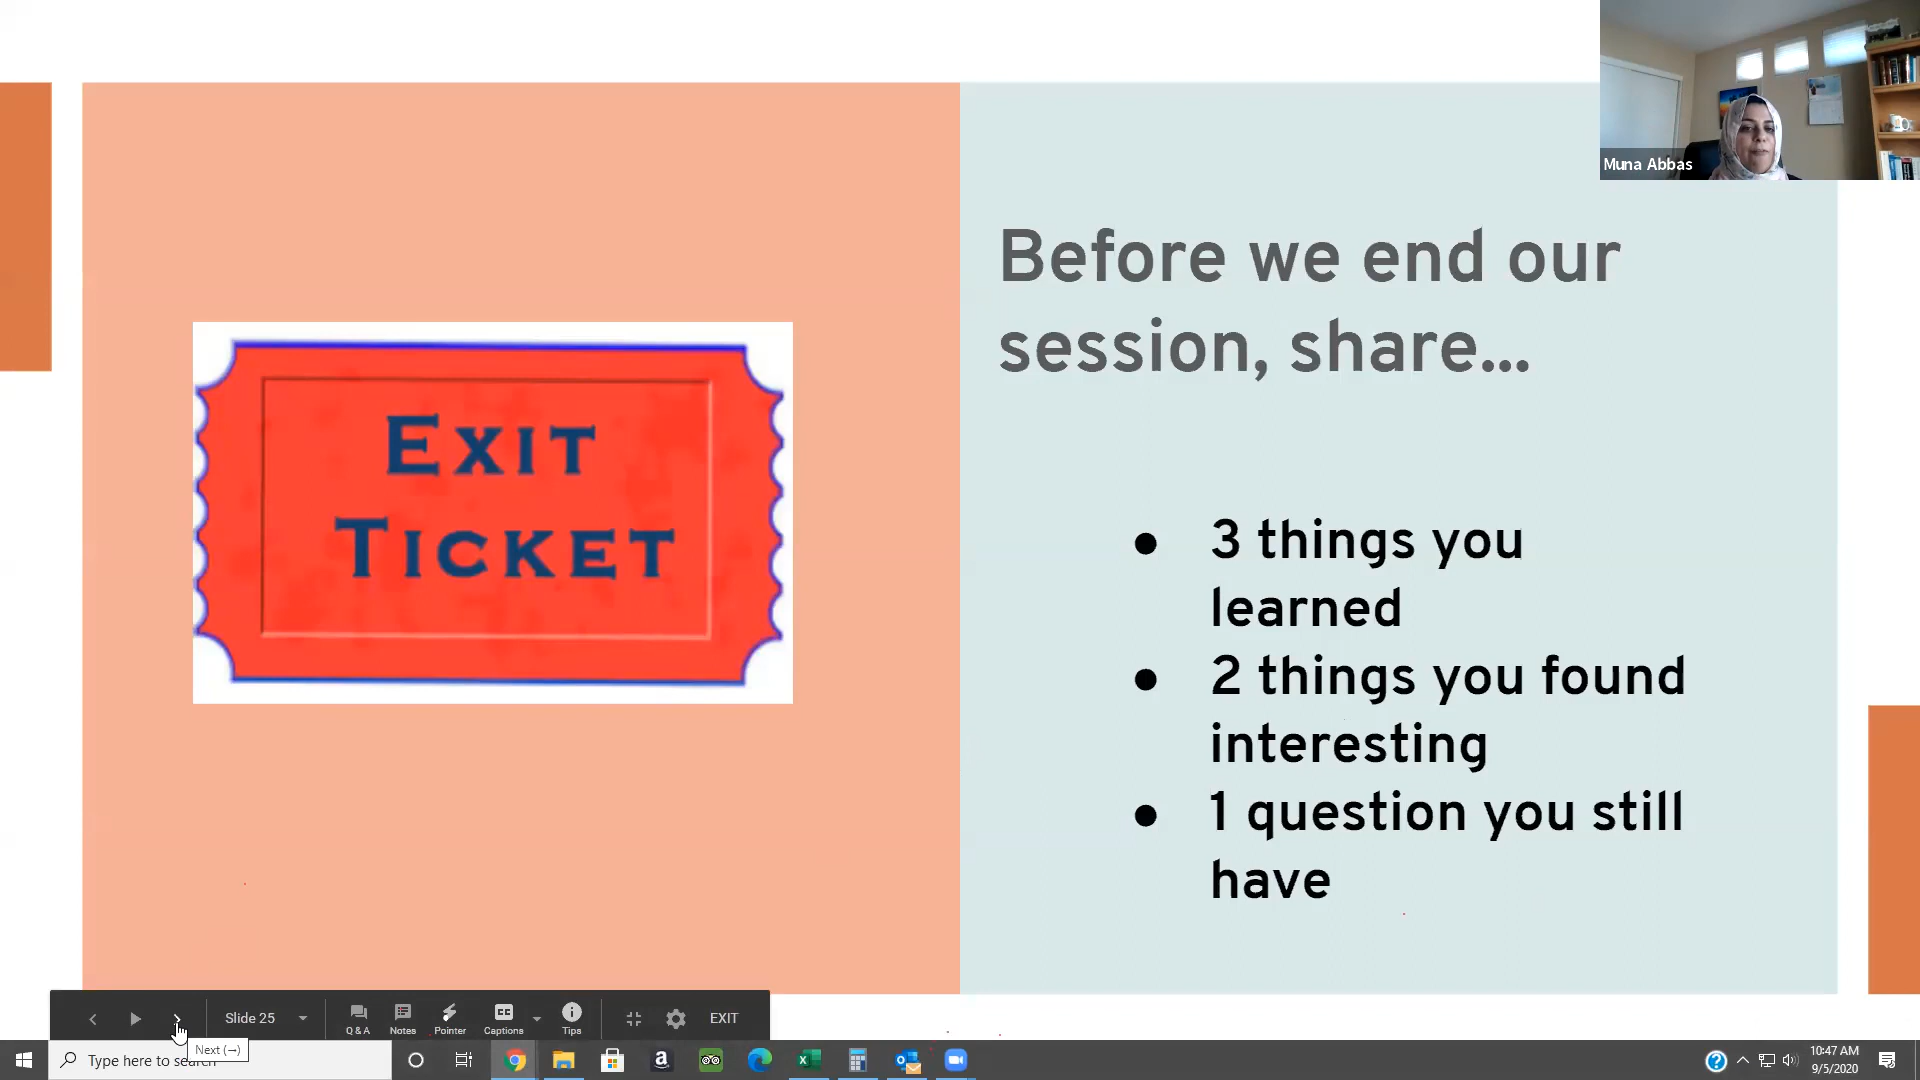 Muna Abbas
Before we end our
session, share...
EXIT
TICKET
● 3 things you
learned
● 2 things you found
interesting
● 1 question you still
have
Slide 25
Q & A
Notes
Pointer
CC
Captions
Tips
EXIT
Next (→)
Type here to search
10:47 AM
9/5/2020